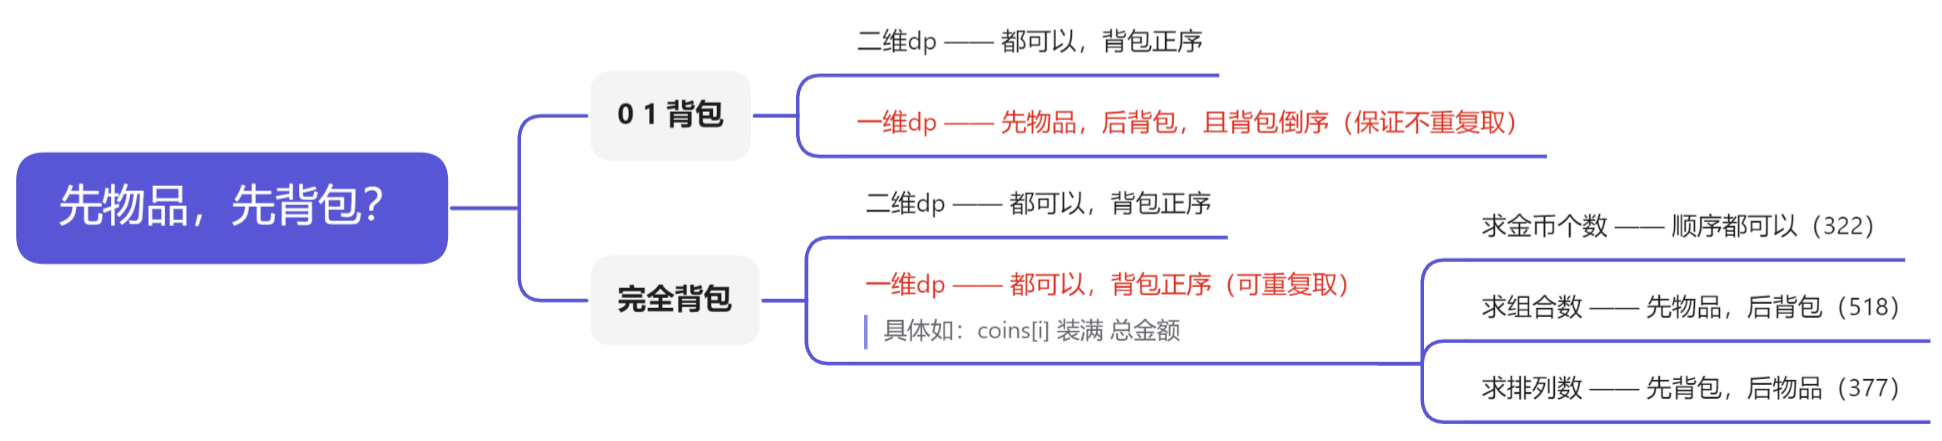 先物品，先背包？
0 1 背包
二维dp —— 都可以，背包正序
一维dp —— 先物品，后背包，且背包倒序（保证不重复取）
完全背包
二维dp —— 都可以，背包正序
一维dp —— 都可以，背包正序（可重复取）
具体如：coins[i] 装满 总金额
求金币个数 —— 顺序都可以（322）
求组合数 —— 先物品，后背包（518）
求排列数 —— 先背包，后物品（377）